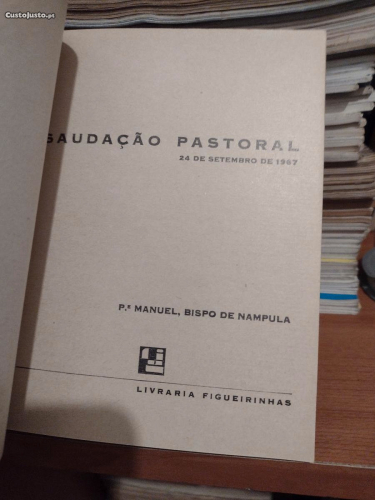 CustoJusto.pt
SAUDAÇÃO PASTORAL
24 DE SETEMBRO DE 1967
P.e MANUEL, BISPO DE NAMPULA
LIVRARIA FIGUEIRINHAS